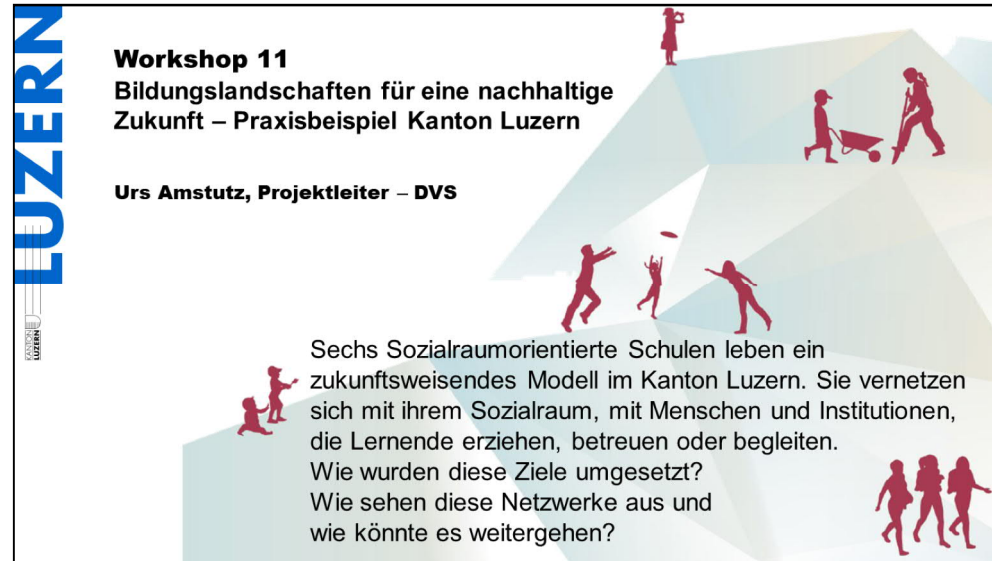 LUZERN
KANTON
LUZERN
Workshop 11
Bildungslandschaften für eine nachhaltige
Zukunft – Praxisbeispiel Kanton Luzern
Urs Amstutz, Projektleiter – DVS
Sechs Sozialraumorientierte Schulen leben ein
zukunftsweisendes Modell im Kanton Luzern. Sie vernetzen
sich mit ihrem Sozialraum, mit Menschen und Institutionen,
die Lernende erziehen, betreuen oder begleiten.
Wie wurden diese Ziele umgesetzt?
Wie sehen diese Netzwerke aus und
wie könnte es weitergehen?